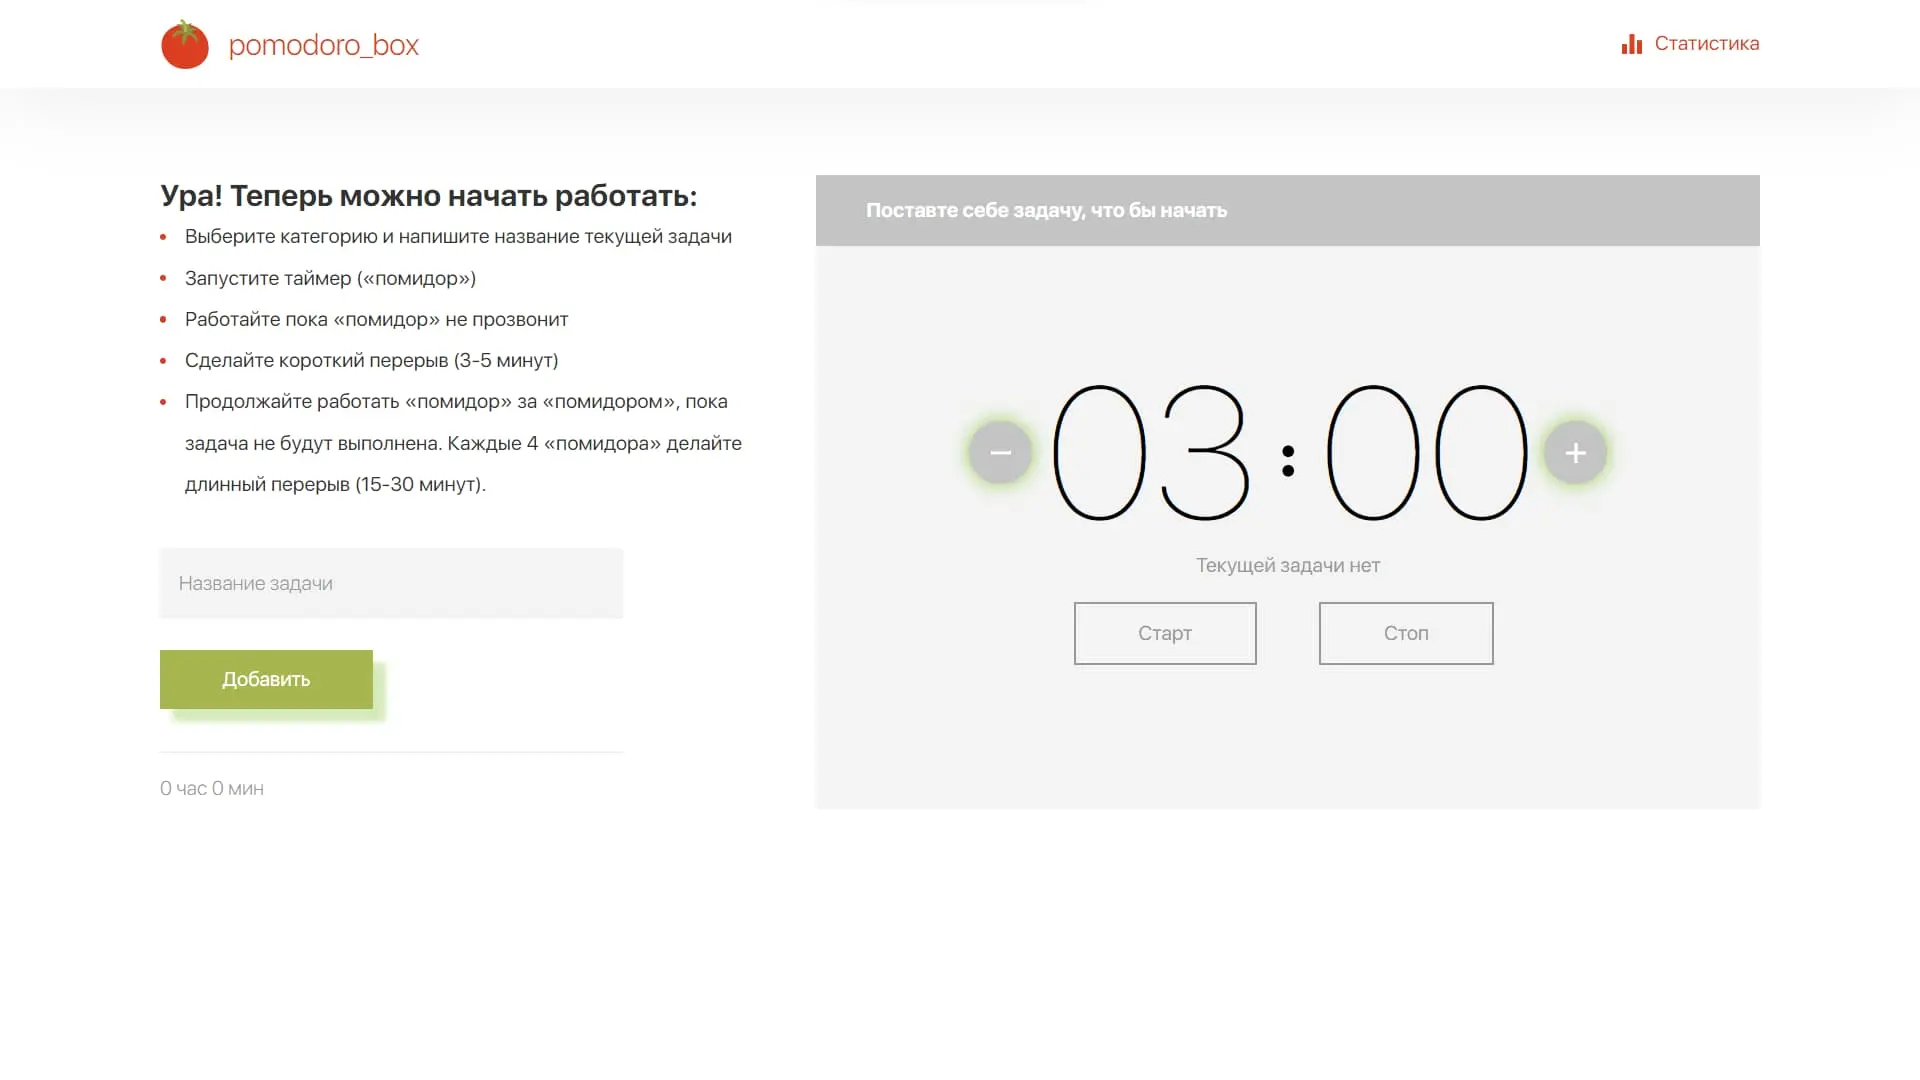 pomodoro_box
Статистика
Ура! Теперь можно начать работать:
Выберите категорию и напишите название текущей задачи
Запустите таймер («помидор»)
Работайте пока «помидор» не прозвонит
Сделайте короткий перерыв (3-5 минут)
Продолжайте работать «помидор» за «помидором», пока
задача не будут выполнена. Каждые 4 «помидора» делайте
длинный перерыв (15-30 минут).
Название задачи
Добавить
0 час 0 мин
Поставте себе задачу, что бы начать
− 03:00 +
Текущей задачи нет
Старт Стоп